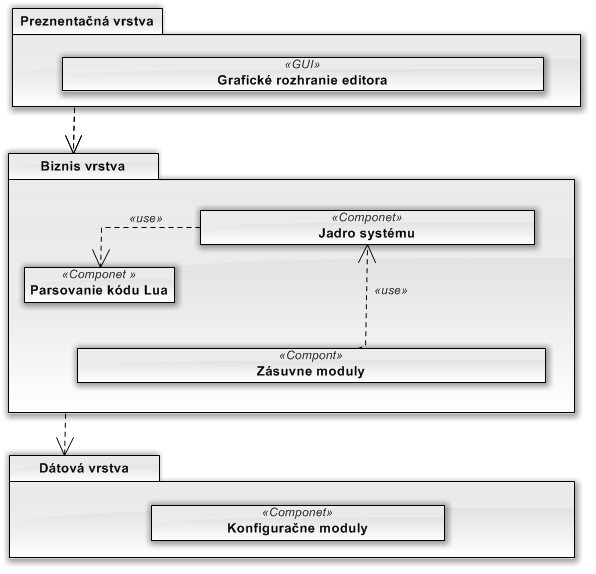 Preznentačná vrstva
«GUI»
Grafické rozhranie editora
Biznis vrstva
«Componet»
Jadro systému
«use»
«Componet »
Parsovanie kódu Lua
«use»
«Compont»
Zásuvne moduly
Dátová vrstva
«Componet»
Konfiguračne moduly